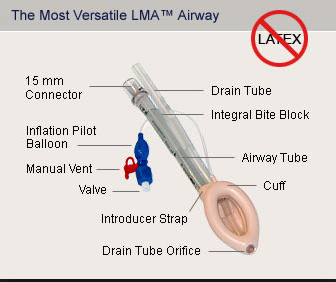 The Most Versatile LMA™ Airway
LATEX
15 mm
Connector
Drain Tube
Integral Bite Block
Inflation Pilot
Balloon
Airway Tube
Manual Vent
Cuff
Valve
Introducer Strap
Drain Tube Orifice